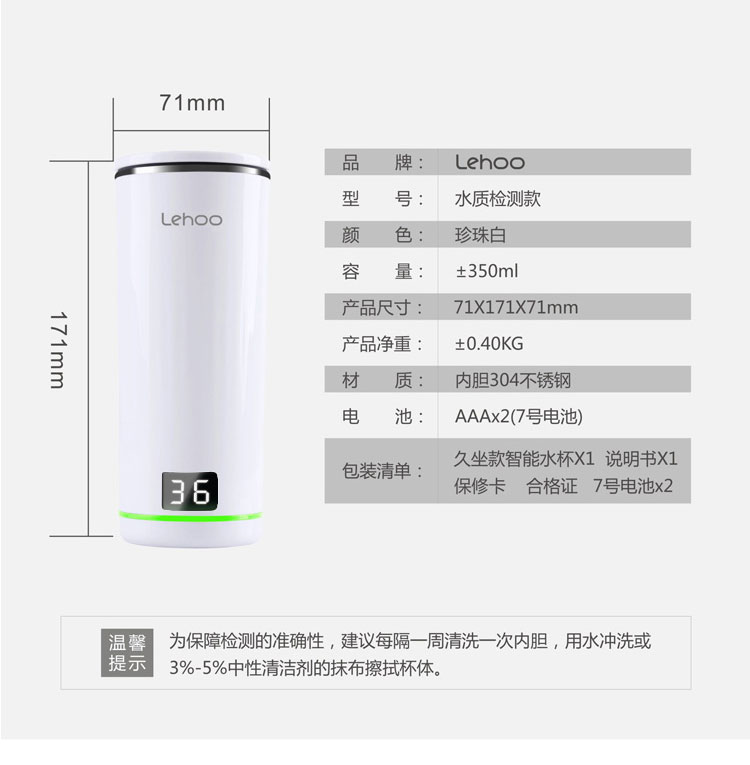 71mm
171mm
Lehoo
36
品 牌： Lehoo
型 号： 水质检测款
颜 色： 珍珠白
容 量： ±350ml
产品尺寸： 71X171X71mm
产品净重： ±0.40KG
材 质： 内胆304不锈钢
电 池： AAAx2(7号电池)
包装清单： 久坐款智能水杯X1 说明书X1
保修卡 合格证 7号电池x2
温馨
提示
为保障检测的准确性，建议每隔一周清洗一次内胆，用水冲洗或
3%-5%中性清洁剂的抹布擦拭杯体。